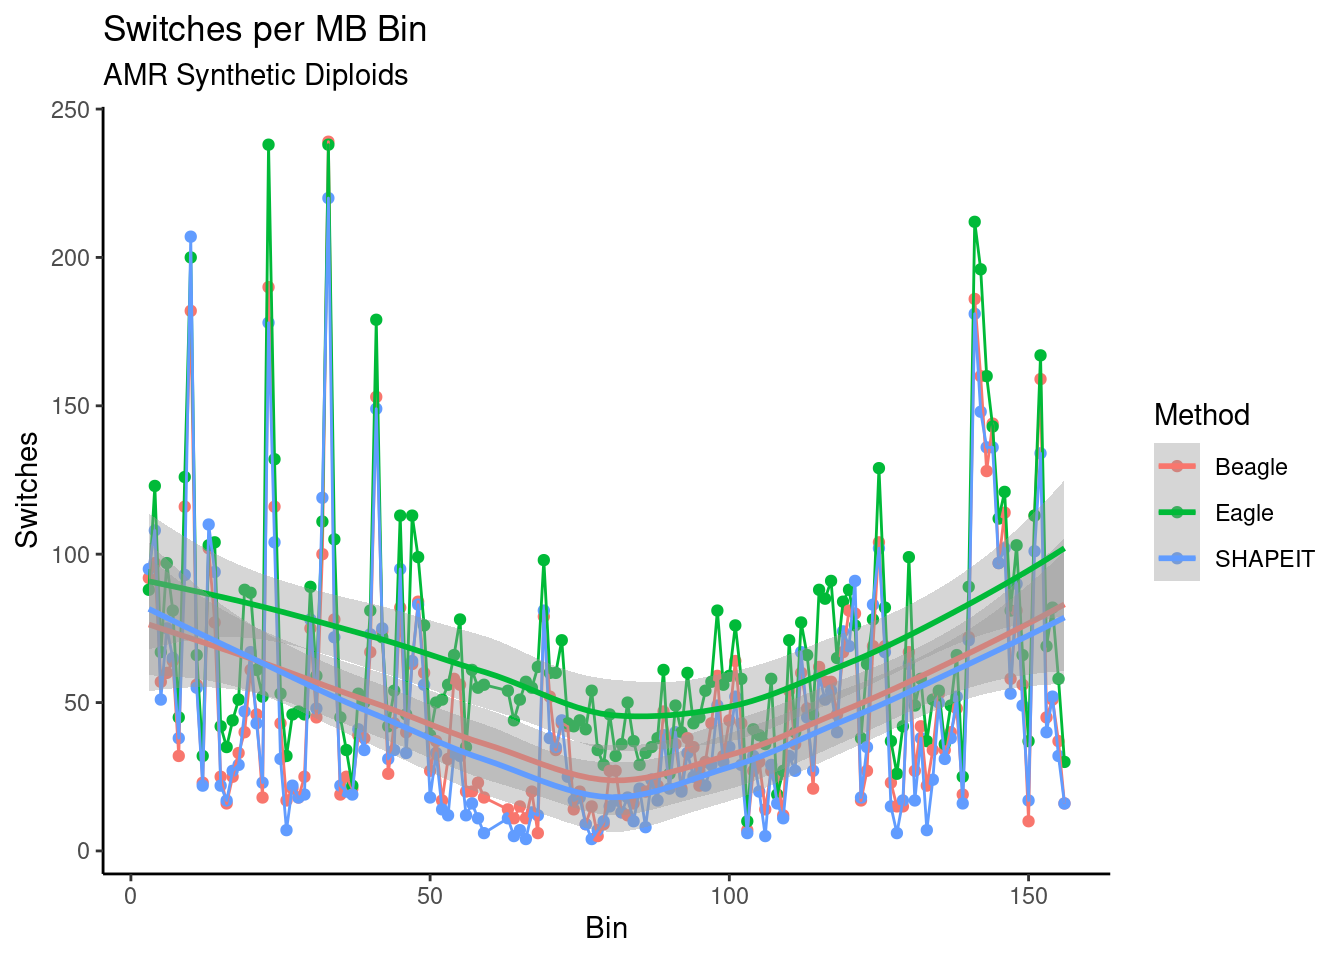 Switches per MB Bin
AMR Synthetic Diploids
250
200
150
100
50
0
Switches
0
50
100
150
Bin
Method
Beagle
Eagle
SHAPEIT